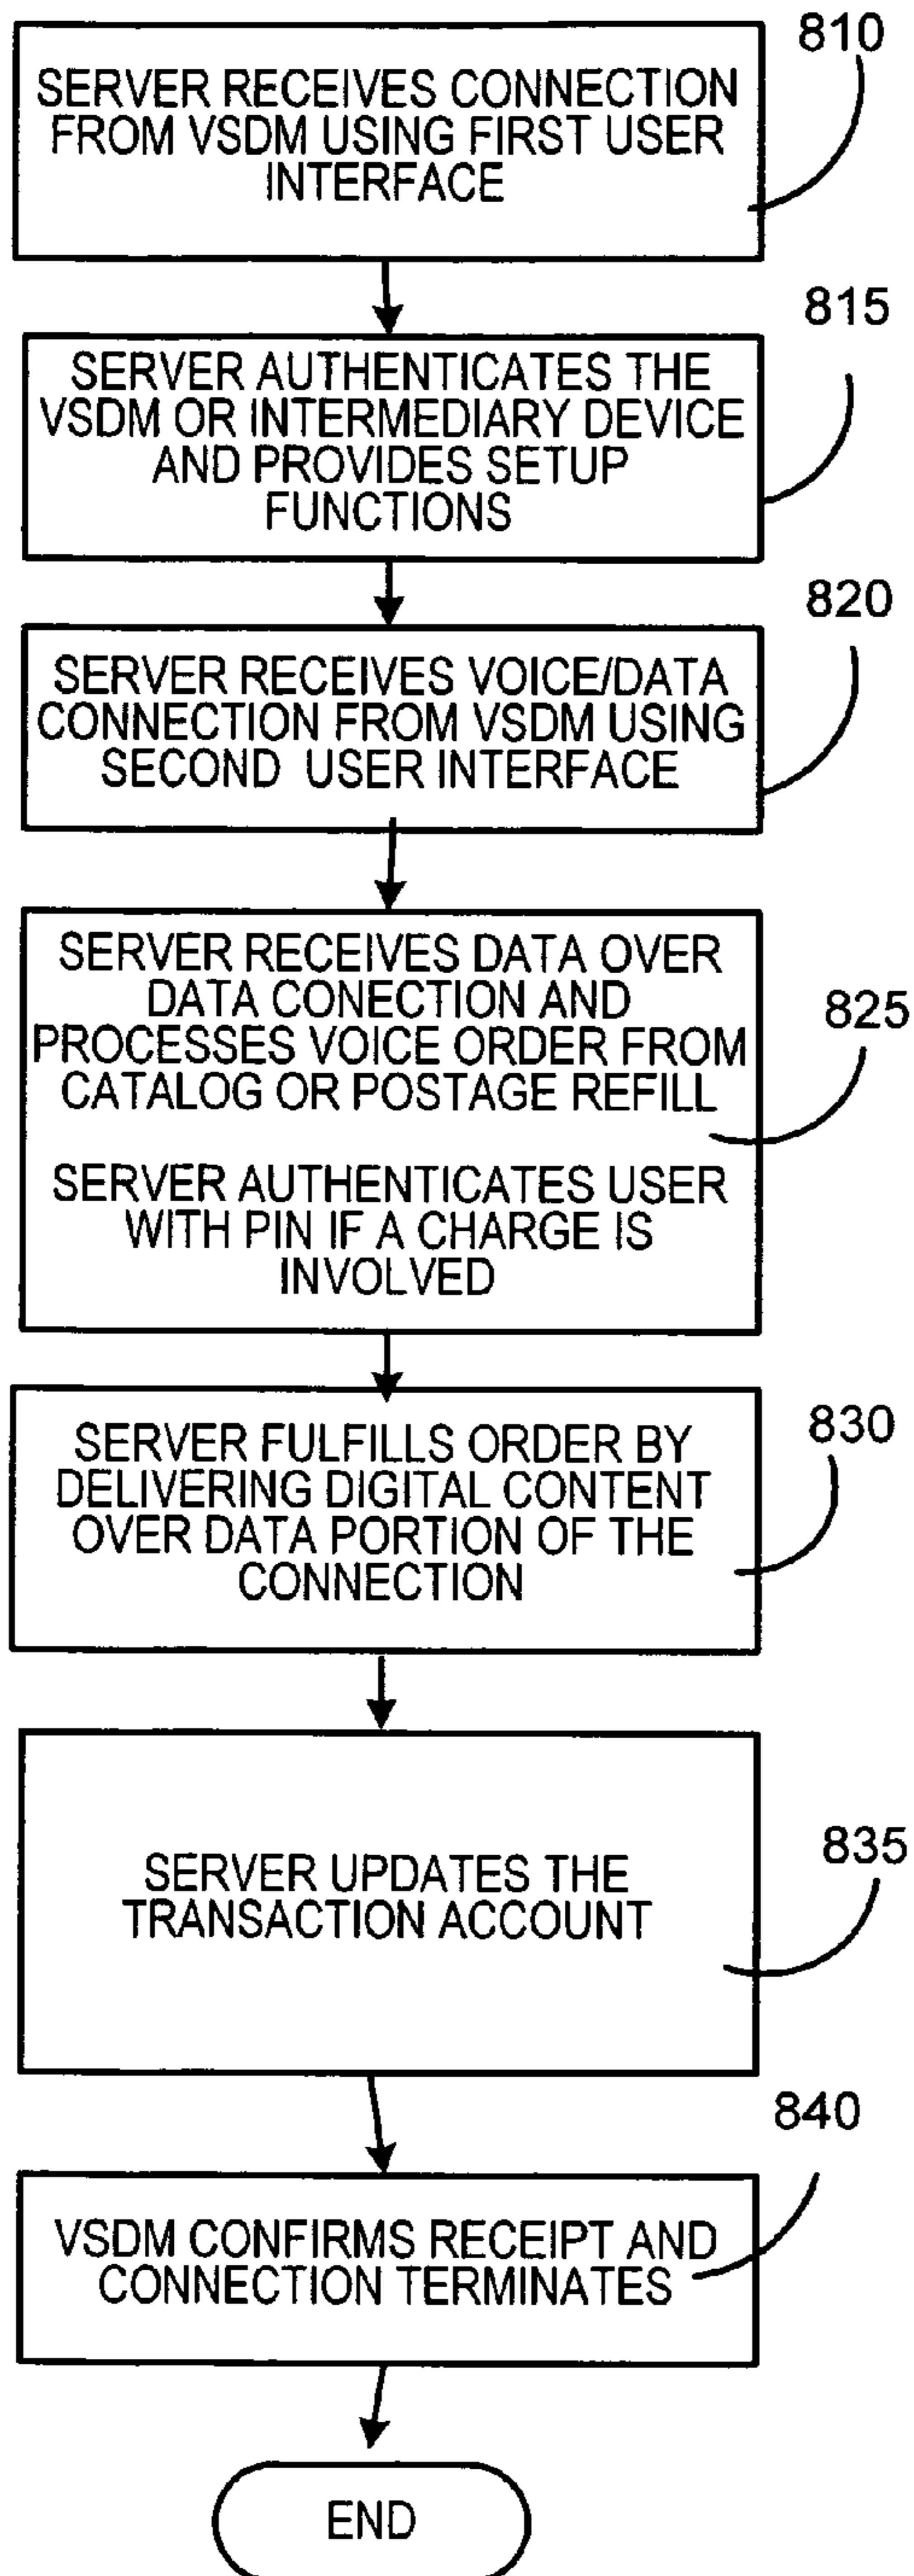 810
SERVER RECEIVES CONNECTION
FROM VSDM USING FIRST USER
INTERFACE
815
SERVER AUTHENTICATES THE
VSDM OR INTERMEDIARY DEVICE
AND PROVIDES SETUP
FUNCTIONS
820
SERVER RECEIVES VOICE/DATA
CONNECTION FROM VSDM USING
SECOND USER INTERFACE
825
SERVER RECEIVES DATA OVER
DATA CONECTION AND
PROCESSES VOICE ORDER FROM
CATALOG OR POSTAGE REFILL
SERVER AUTHENTICATES USER
WITH PIN IF A CHARGE IS
INVOLVED
830
SERVER FULFILLS ORDER BY
DELIVERING DIGITAL CONTENT
OVER DATA PORTION OF THE
CONNECTION
835
SERVER UPDATES THE
TRANSACTION ACCOUNT
840
VSDM CONFIRMS RECEIPT AND
CONNECTION TERMINATES
END